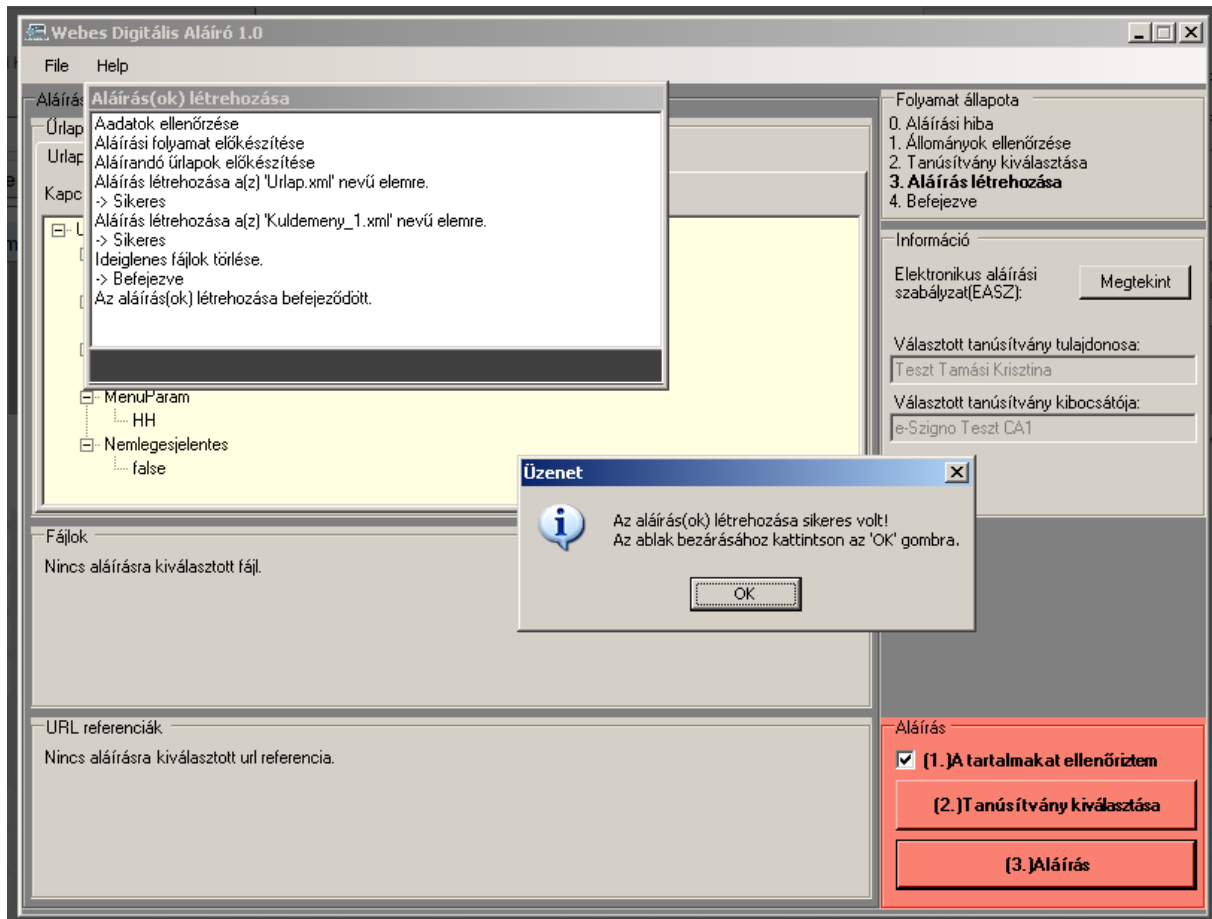 Webes Digitális Aláíró 1.0
File Help
Aláírás(ok) létrehozása
Aadatok ellenőrzése
Aláírási folyamat előkészítése
Aláírandó űrlapok előkészítése
Aláírás létrehozása a(z) 'Urlap.xml' nevű elemre.
-> Sikeres
Aláírás létrehozása a(z) 'Kuldemeny_1.xml' nevű elemre.
-> Sikeres
Ideiglenes fájlok törlése.
-> Befejezve
Az aláírás(ok) létrehozása befejeződött.
MenuParam
HH
Nemlegesjelentes
false
Fájlok
Nincs aláírásra kiválasztott fájl.
URL referenciák
Nincs aláírásra kiválasztott url referencia.
Folyamat állapota
0. Aláírási hiba
1. Állományok ellenőrzése
2. Tanúsítvány kiválasztása
3. Aláírás létrehozása
4. Befejezve
Információ
Elektronikus aláírási
szabályzat(EASZ):
Megtekint
Választott tanúsítvány tulajdonosa:
Teszt Tamási Krisztina
Választott tanúsítvány kibocsátója:
e-Szigno Teszt CA1
Üzenet
Az aláírás(ok) létrehozása sikeres volt!
Az ablak bezárásához kattintson az 'OK' gombra.
OK
Aláírás
(1.)A tartalmakat ellenőriztem
(2.)Tanúsítvány kiválasztása
(3.)Aláírás